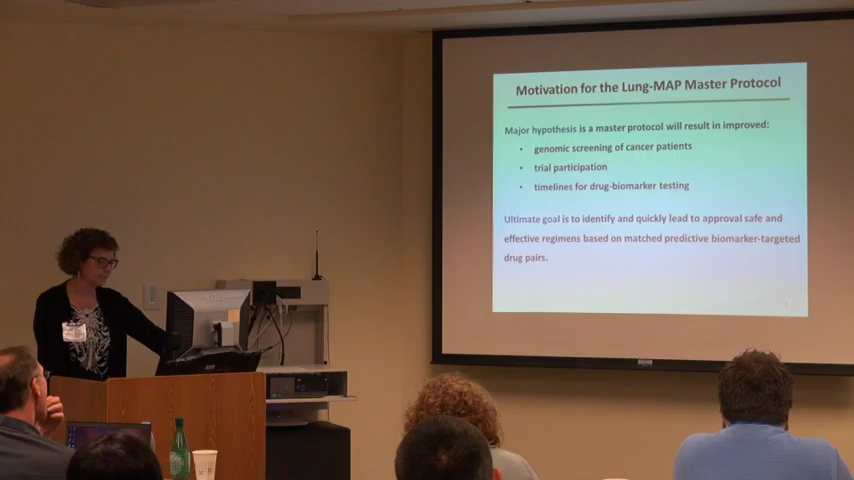 Motivation for the Lung-MAP Master Protocol
Major hypothesis is a master protocol will result in improved:
• genomic screening of cancer patients
• trial participation
• timelines for drug-biomarker testing
Ultimate goal is to identify and quickly lead to approval safe and
effective regimens based on matched predictive biomarker-targeted
drug pairs.